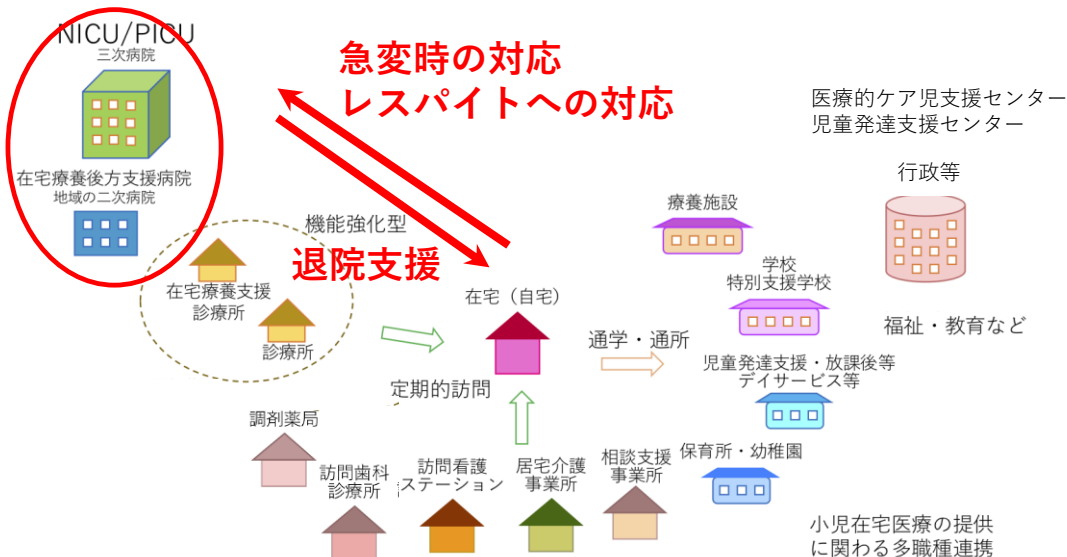 NICU/PICU
三次病院
急変時の対応
レスパイトへの対応
医療的ケア児支援センター
児童発達支援センター
在宅療養後方支援病院
地域の二次病院
行政等
療養施設
機能強化型
退院支援
学校
特別支援学校
在宅療養支援
診療所
在宅（自宅）
福祉・教育など
診療所
通学・通所
児童発達支援・放課後等
デイサービス等
定期的訪問
調剤薬局
保育所・幼稚園
訪問歯科
診療所
訪問看護
ステーション
居宅介護
事業所
相談支援
事業所
小児在宅医療の提供
に関わる多職種連携